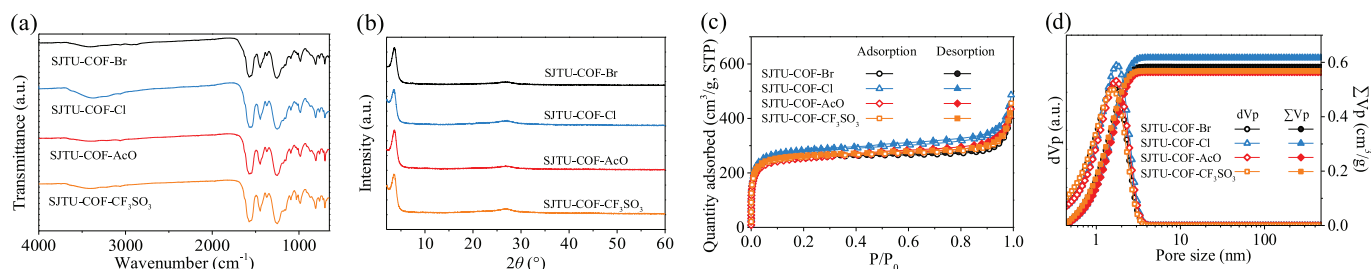 (a)
Transmittance (a.u.)
SJTU-COF-Br
SJTU-COF-Cl
SJTU-COF-AcO
SJTU-COF-CF₃SO₃
4000 3000 2000 1000
Wavenumber (cm⁻¹)
(b)
Intensity (a.u.)
SJTU-COF-Br
SJTU-COF-Cl
SJTU-COF-AcO
SJTU-COF-CF₃SO₃
10 20 30 40 50 60
2θ (°)
(c)
Quantity adsorbed (cm³/g, STP)
600
400
200
0
Adsorption Desorption
SJTU-COF-Br
SJTU-COF-Cl
SJTU-COF-AcO
SJTU-COF-CF₃SO₃
0.0 0.2 0.4 0.6 0.8 1.0
P/P₀
(d)
dVp (a.u.)
dVp ∑Vp
SJTU-COF-Br
SJTU-COF-Cl
SJTU-COF-AcO
SJTU-COF-CF₃SO₃
1 10 100
Pore size (nm)
0.6
0.4
0.2
0.0
∑Vp (cm³/g)